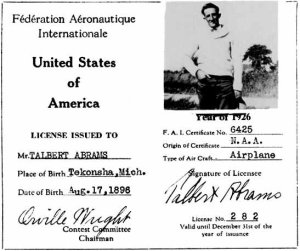 Fédération Aéronautique
Internationale
United States
of
America
LICENSE ISSUED TO
Mr. TALBERT ABRAMS
Place of Birth Tekonsha, Mich.
Date of Birth Aug. 17, 1896
Orville Wright
Contest Committee
Chairman
Year of 1926
F. A. I. Certificate No. 6425
Origin of Certificate N.A.A.
Type of Air Craft Airplane
Signature of Licensee
Talbert Abrams
License No. 282
Valid until December 31st of the
year of issuance